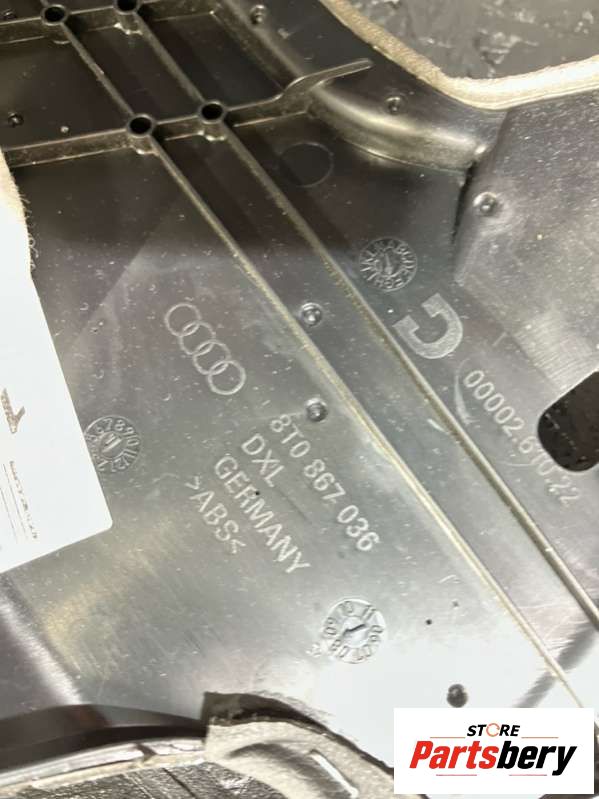 8T0 867 036
DXL
GERMANY
>ABS<
00002.610.22
STORE
Partsbery